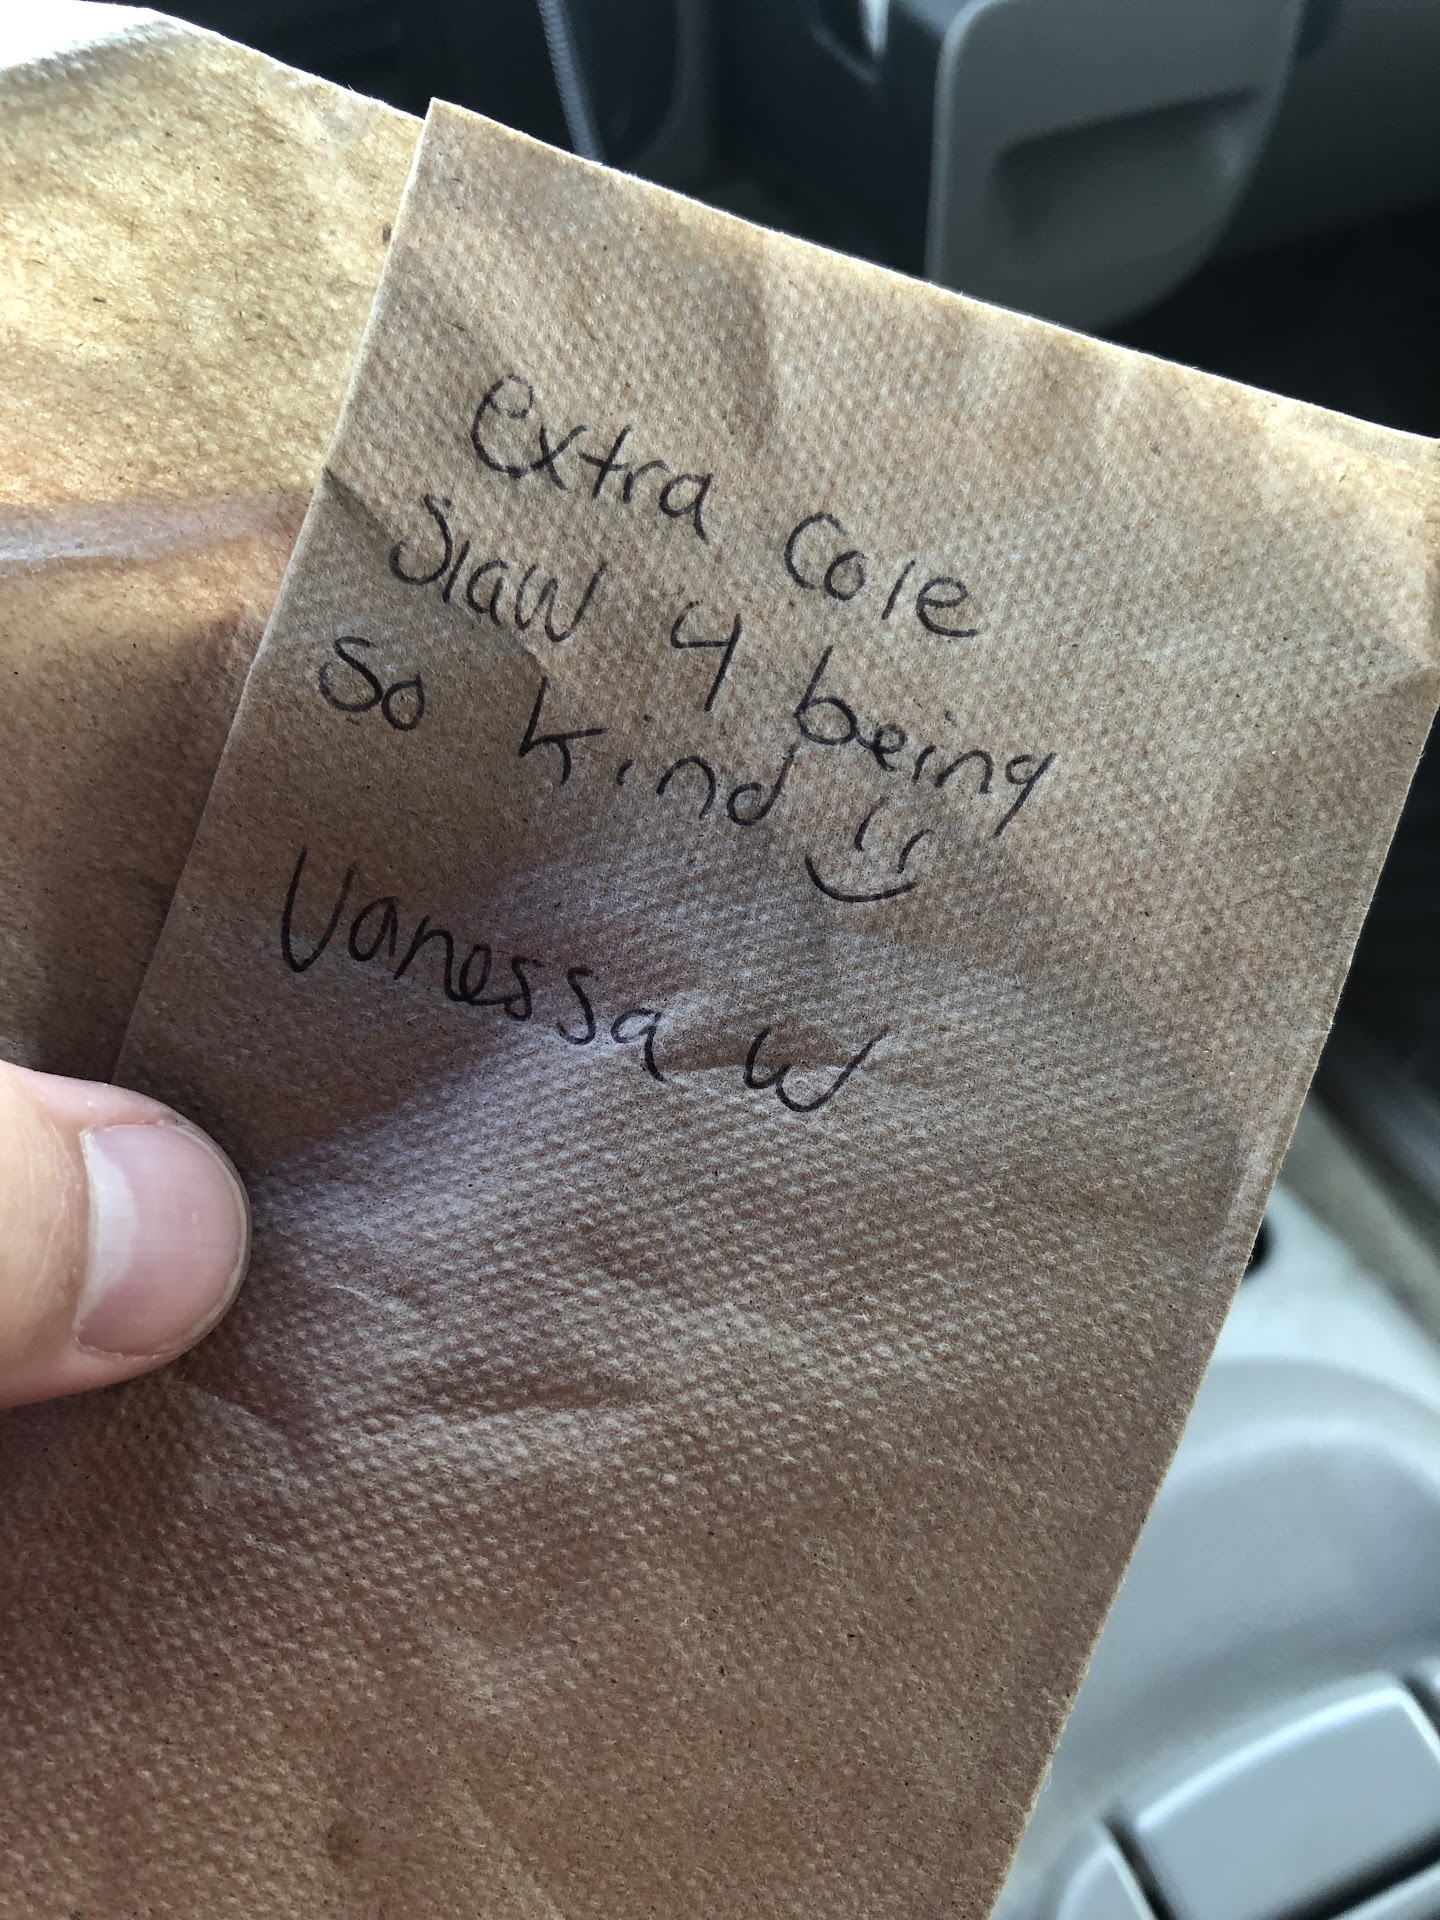 extra cole
slaw 4 being
so kind :)
Vanessa W